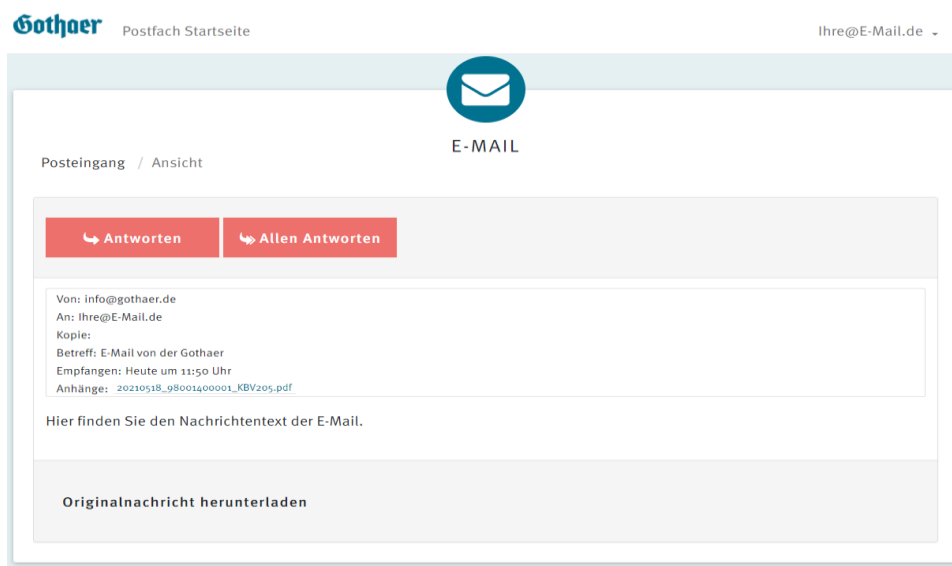 Gothaer Postfach Startseite Ihre@E-Mail.de
E-MAIL
Posteingang / Ansicht
Antworten Allen Antworten
Von: info@gothaer.de
An: Ihre@E-Mail.de
Kopie:
Betreff: E-Mail von der Gothaer
Empfangen: Heute um 11:50 Uhr
Anhänge: 20210518_98001400001_KBV205.pdf
Hier finden Sie den Nachrichtentext der E-Mail.
Originalnachricht herunterladen